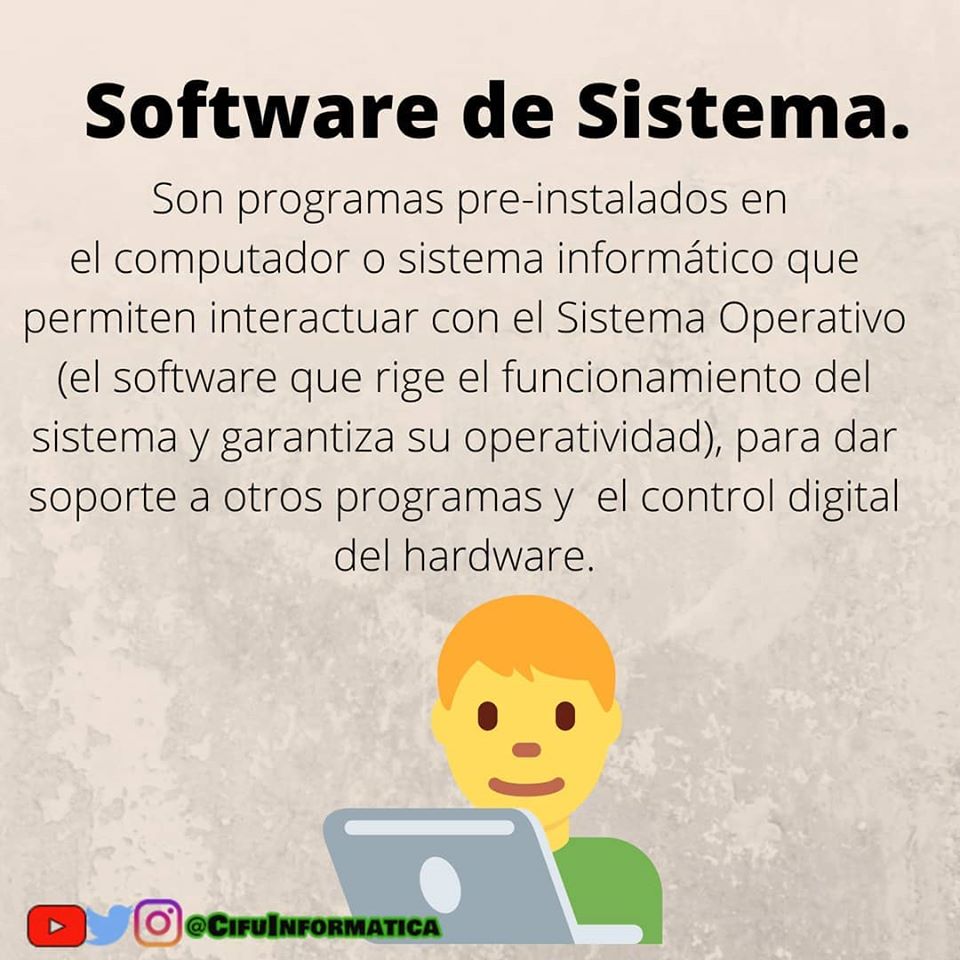 Software de Sistema.
Son programas pre-instalados en
el computador o sistema informático que
permiten interactuar con el Sistema Operativo
(el software que rige el funcionamiento del
sistema y garantiza su operatividad), para dar
soporte a otros programas y  el control digital
del hardware.
@CifuInformatica